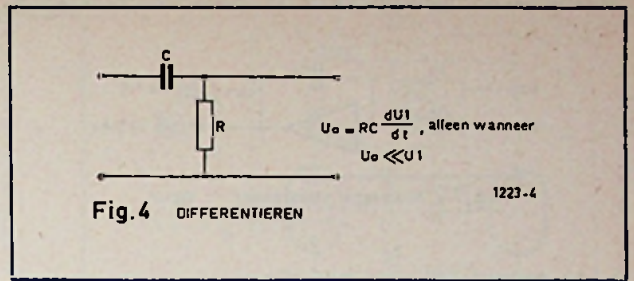 C
R
Uo = RC dU1/dt, alleen wanneer
Uo ≪ U1
1223-4
Fig.4 DIFFERENTIEREN